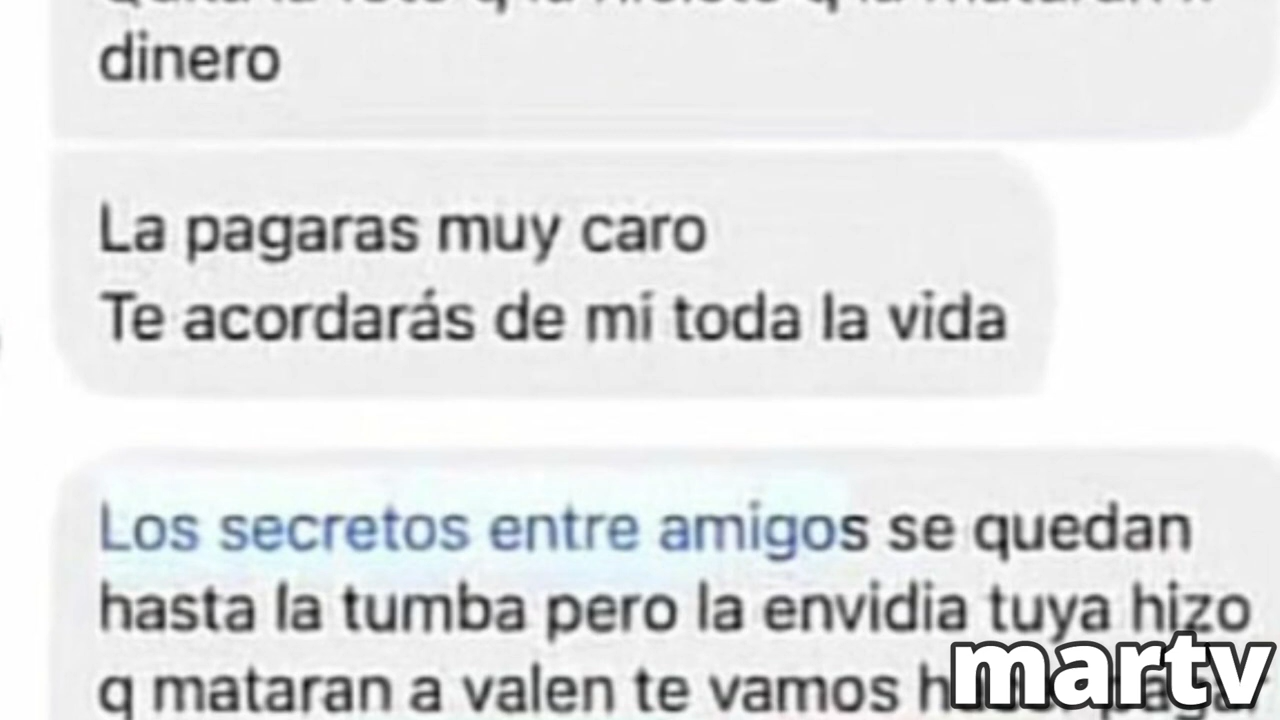 dinero
La pagaras muy caro
Te acordarás de mí toda la vida
Los secretos entre amigos se quedan
hasta la tumba pero la envidia tuya hizo
q mataran a valen te vamos
martv